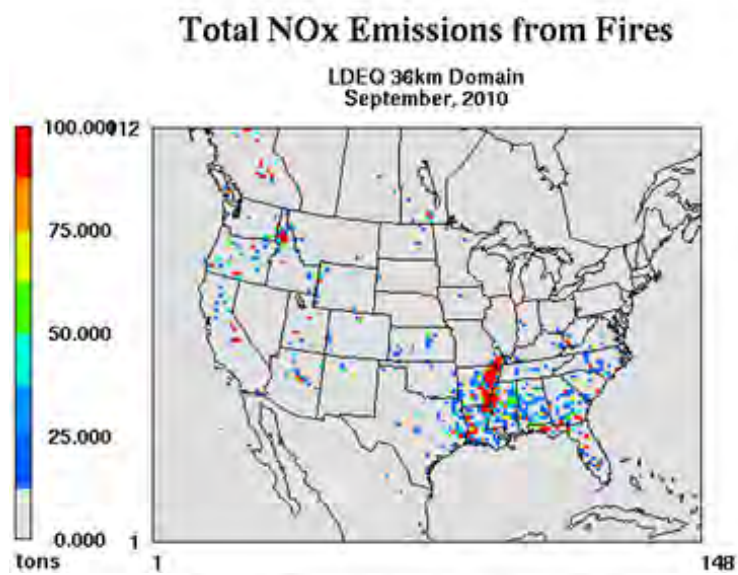 Total NOx Emissions from Fires
LDEQ 36km Domain
September, 2010
100.000
112
75.000
50.000
25.000
0.000
1
tons
1
148